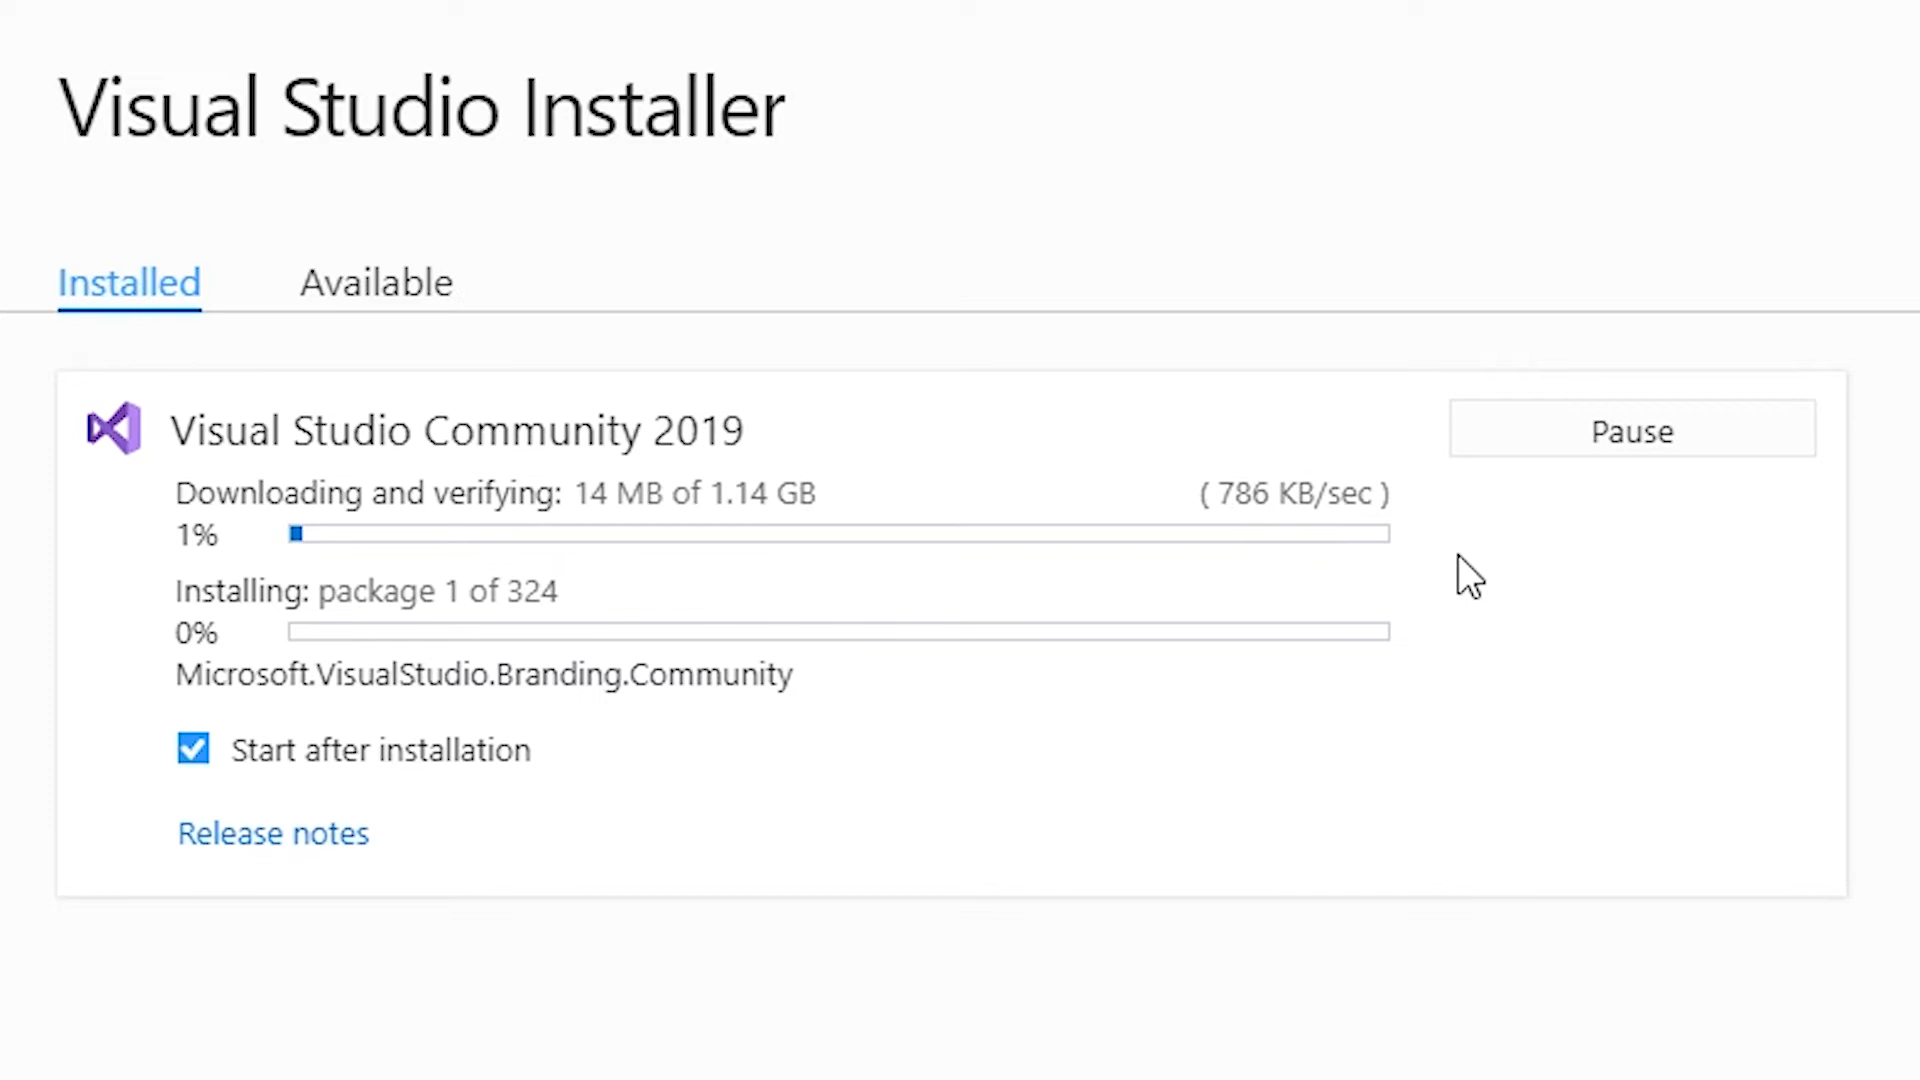 Visual Studio Installer
Installed Available
Visual Studio Community 2019 Pause
Downloading and verifying: 14 MB of 1.14 GB ( 786 KB/sec )
1%
Installing: package 1 of 324
0%
Microsoft.VisualStudio.Branding.Community
Start after installation
Release notes